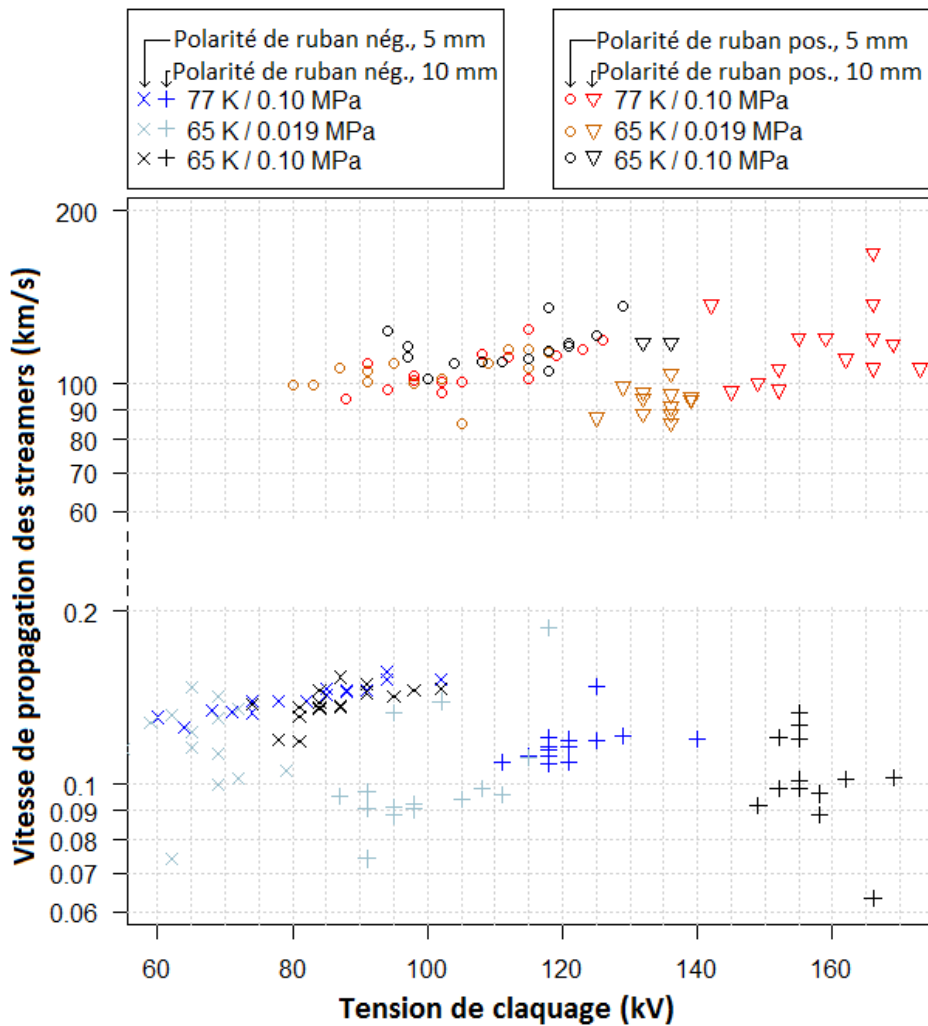 Polarité de ruban nég., 5 mm
Polarité de ruban nég., 10 mm
77 K / 0.10 MPa
65 K / 0.019 MPa
65 K / 0.10 MPa
Polarité de ruban pos., 5 mm
Polarité de ruban pos., 10 mm
77 K / 0.10 MPa
65 K / 0.019 MPa
65 K / 0.10 MPa
Vitesse de propagation des streamers (km/s)
200
100
90
80
70
60
0.2
0.1
0.09
0.08
0.07
0.06
60 80 100 120 140 160
Tension de claquage (kV)